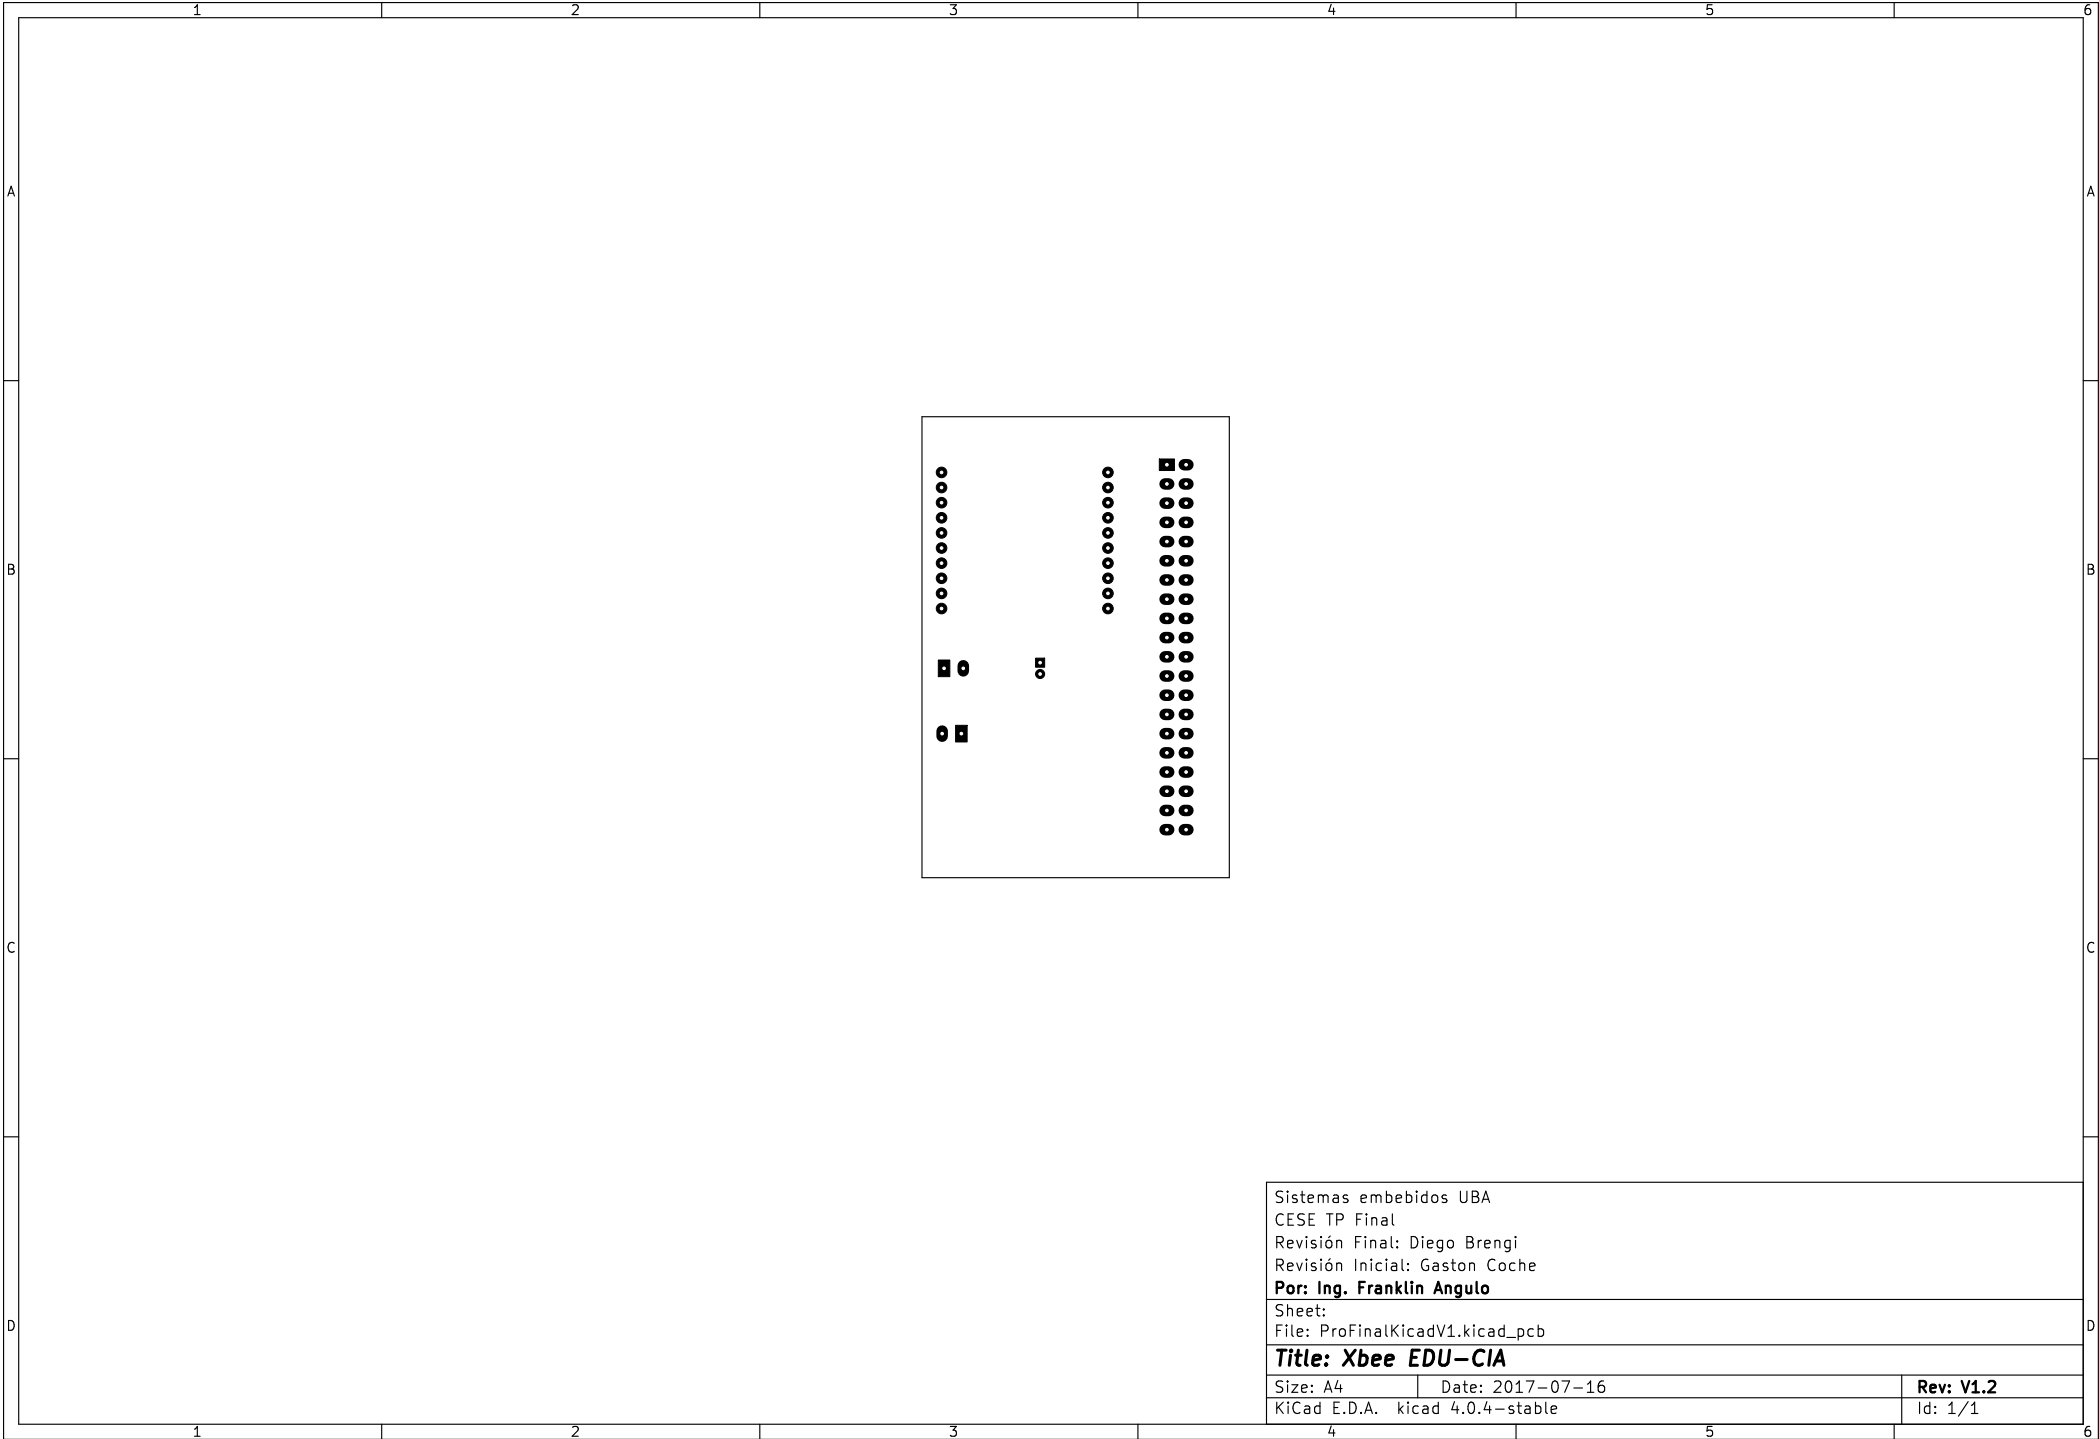 1 2 3 4 5 6
A A
B B
C C
Sistemas embebidos UBA
CESE TP Final
Revisión Final: Diego Brengi
Revisión Inicial: Gaston Coche
Por: Ing. Franklin Angulo
Sheet:
D D
File: ProFinalKicadV1.kicad_pcb
Title: Xbee EDU-CIA
Size: A4 Date: 2017-07-16 Rev: V1.2
KiCad E.D.A. kicad 4.0.4-stable Id: 1/1
1 2 3 4 5 6